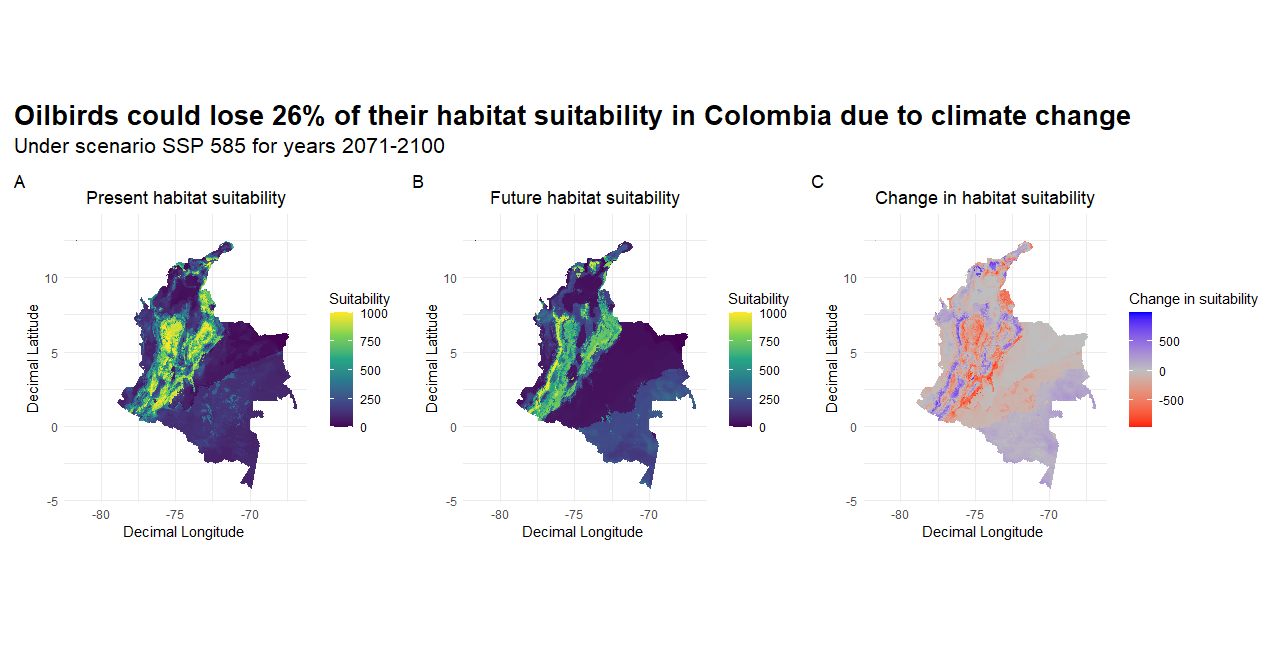 Oilbirds could lose 26% of their habitat suitability in Colombia due to climate change
Under scenario SSP 585 for years 2071-2100
A
Present habitat suitability
10
5
0
-5
-80
-75
-70
Decimal Latitude
Decimal Longitude
Suitability
1000
750
500
250
0
B
Future habitat suitability
10
5
0
-5
-80
-75
-70
Decimal Latitude
Decimal Longitude
Suitability
1000
750
500
250
0
C
Change in habitat suitability
10
5
0
-5
-80
-75
-70
Decimal Latitude
Decimal Longitude
Change in suitability
500
0
-500